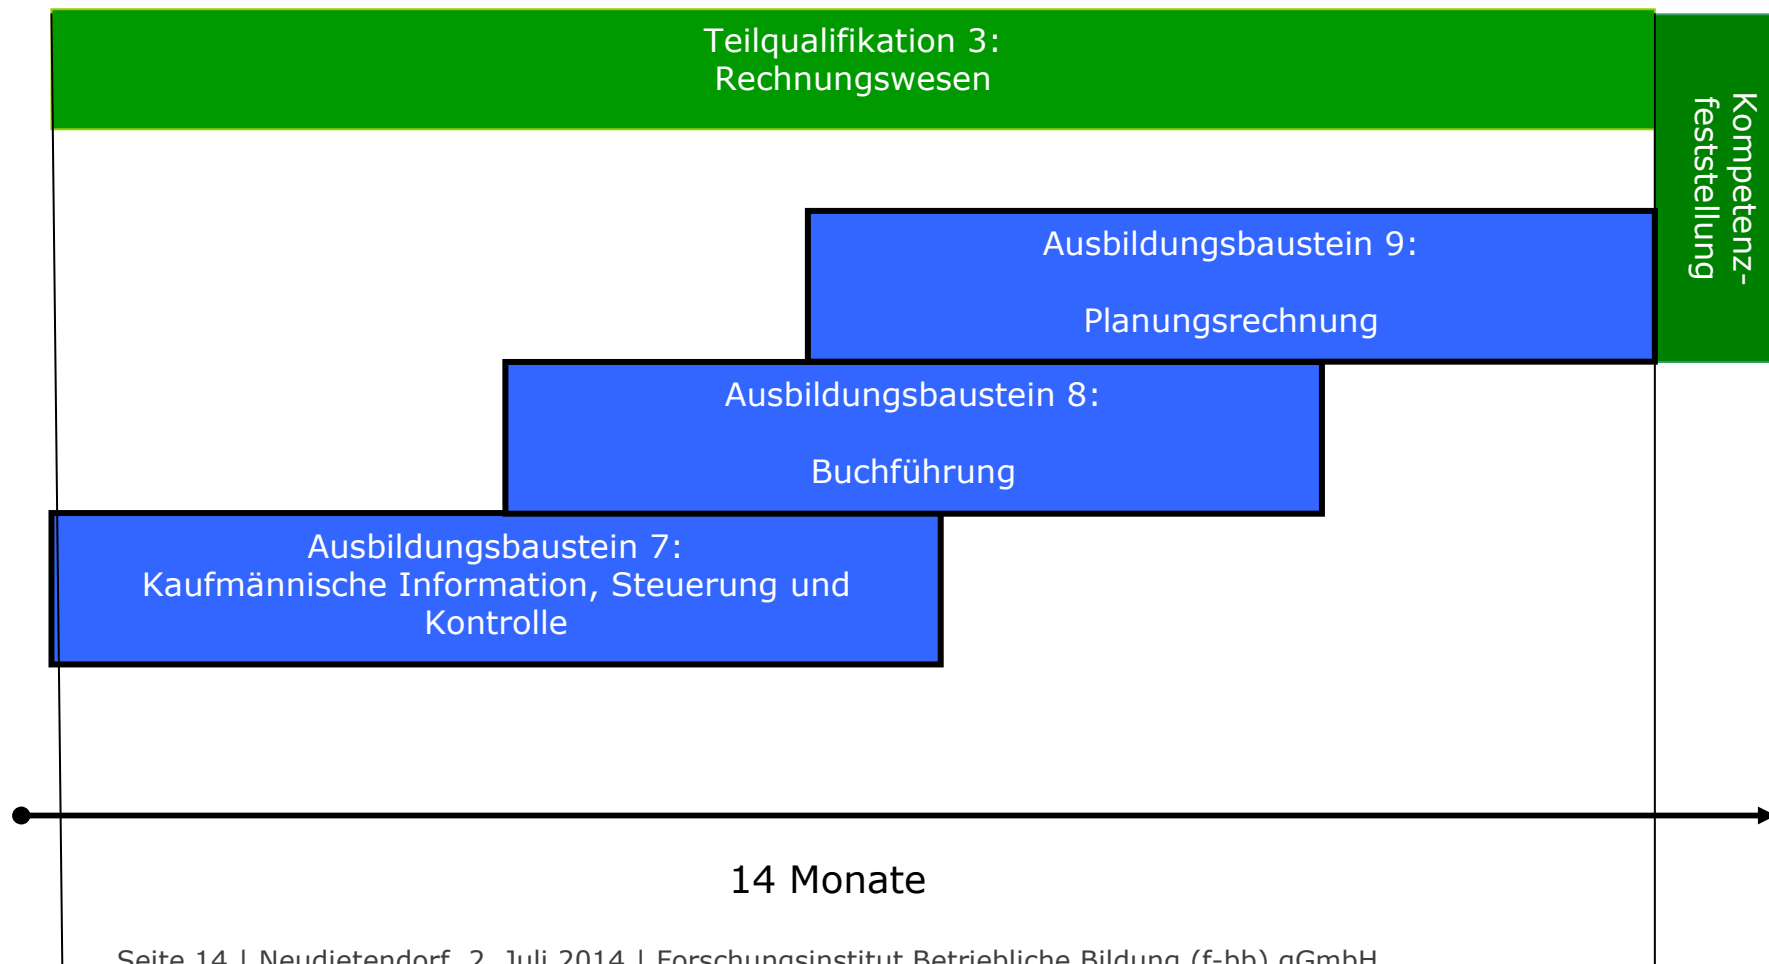 Teilqualifikation 3:
Rechnungswesen
Kompetenz-
feststellung
Ausbildungsbaustein 9:
Planungsrechnung
Ausbildungsbaustein 8:
Buchführung
Ausbildungsbaustein 7:
Kaufmännische Information, Steuerung und
Kontrolle
14 Monate
Seite 14 | Neudietendorf, 2. Juli 2014 | Forschungsinstitut Betriebliche Bildung (f-bb) gGmbH